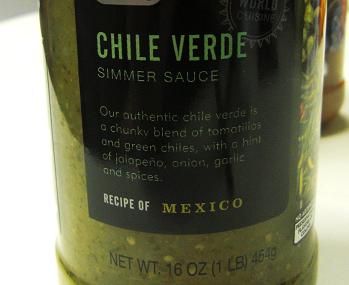 WORLD
CUISINE
CHILE VERDE
SIMMER SAUCE
Our authentic chile verde is
a chunky blend of tomatillos
and green chiles, with a hint
of jalapeño, onion, garlic
and spices.
RECIPE OF MEXICO
NET WT. 16 OZ (1 LB) 454g